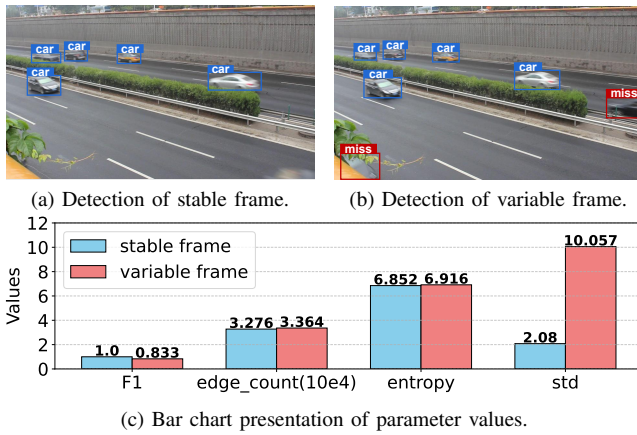 car car car
car
car
car car car
car
car
miss
miss
(a) Detection of stable frame.
(b) Detection of variable frame.
12
10
8
6
4
2
0
Values
stable frame
variable frame
1.0
0.833
3.276
3.364
6.852
6.916
2.08
10.057
F1
edge_count(10e4)
entropy
std
(c) Bar chart presentation of parameter values.